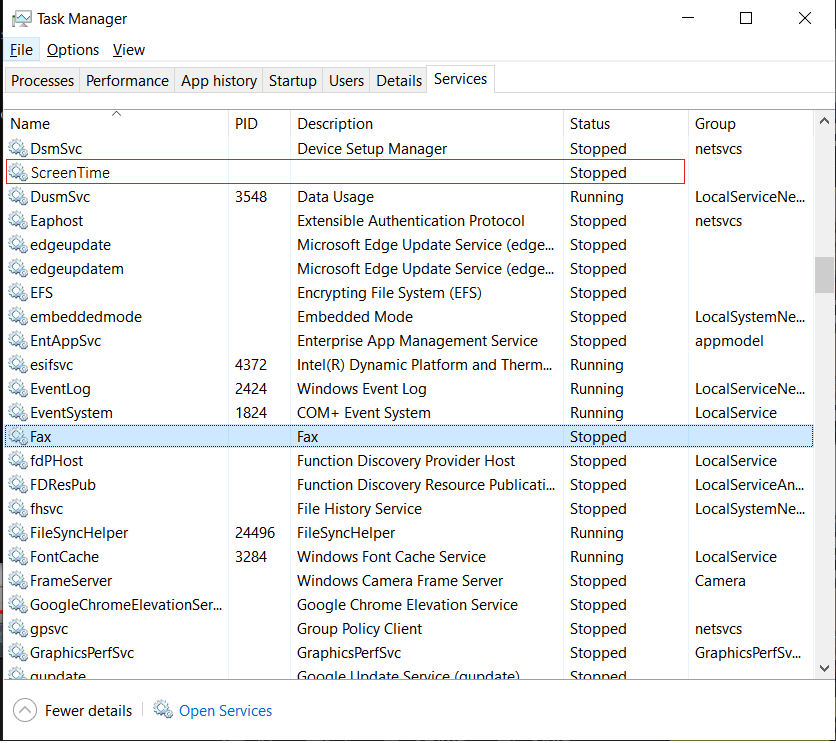 Task Manager
File Options View
Processes Performance App history Startup Users Details Services
Name PID Description Status Group
DsmSvc Device Setup Manager Stopped netsvcs
ScreenTime Stopped
DusmSvc 3548 Data Usage Running LocalServiceNe...
Eaphost Extensible Authentication Protocol Stopped netsvcs
edgeupdate Microsoft Edge Update Service (edge... Stopped
edgeupdatem Microsoft Edge Update Service (edge... Stopped
EFS Encrypting File System (EFS) Stopped
embeddedmode Embedded Mode Stopped LocalSystemNe...
EntAppSvc Enterprise App Management Service Stopped appmodel
esifsvc 4372 Intel(R) Dynamic Platform and Therm... Running
EventLog 2424 Windows Event Log Running LocalServiceNe...
EventSystem 1824 COM+ Event System Running LocalService
Fax Fax Stopped
fdPHost Function Discovery Provider Host Stopped LocalService
FDResPub Function Discovery Resource Publicati... Stopped LocalServiceAn...
fhsvc File History Service Stopped LocalSystemNe...
FileSyncHelper 24496 FileSyncHelper Running
FontCache 3284 Windows Font Cache Service Running LocalService
FrameServer Windows Camera Frame Server Stopped Camera
GoogleChromeElevationSer... Google Chrome Elevation Service Stopped
gpsvc Group Policy Client Stopped netsvcs
GraphicsPerfSvc GraphicsPerfSvc Stopped GraphicsPerfSv...
gupdate Google Update Service (gupdate) Stopped
Fewer details Open Services